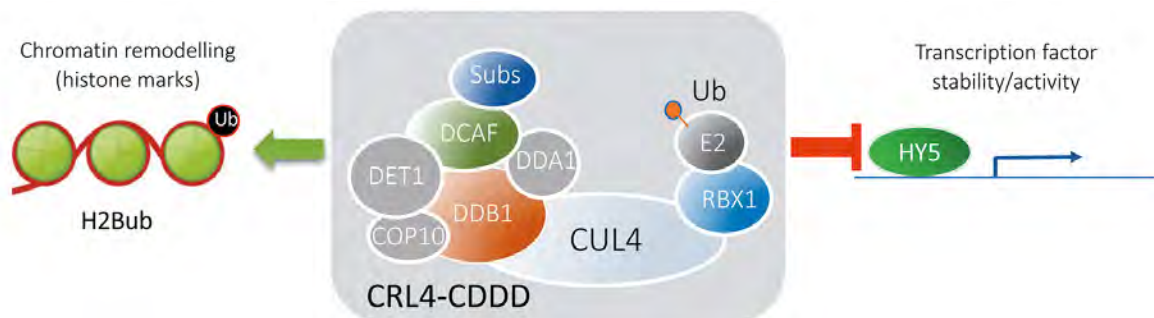 Chromatin remodelling
(histone marks)
Ub
H2Bub
Subs
DCAF
DET1
DDA1
DDB1
COP10
CUL4
Ub
E2
RBX1
CRL4-CDDD
Transcription factor
stability/activity
HY5